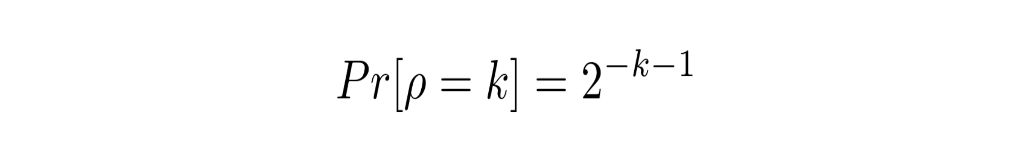 Pr[ρ = k] = 2^{-k-1}